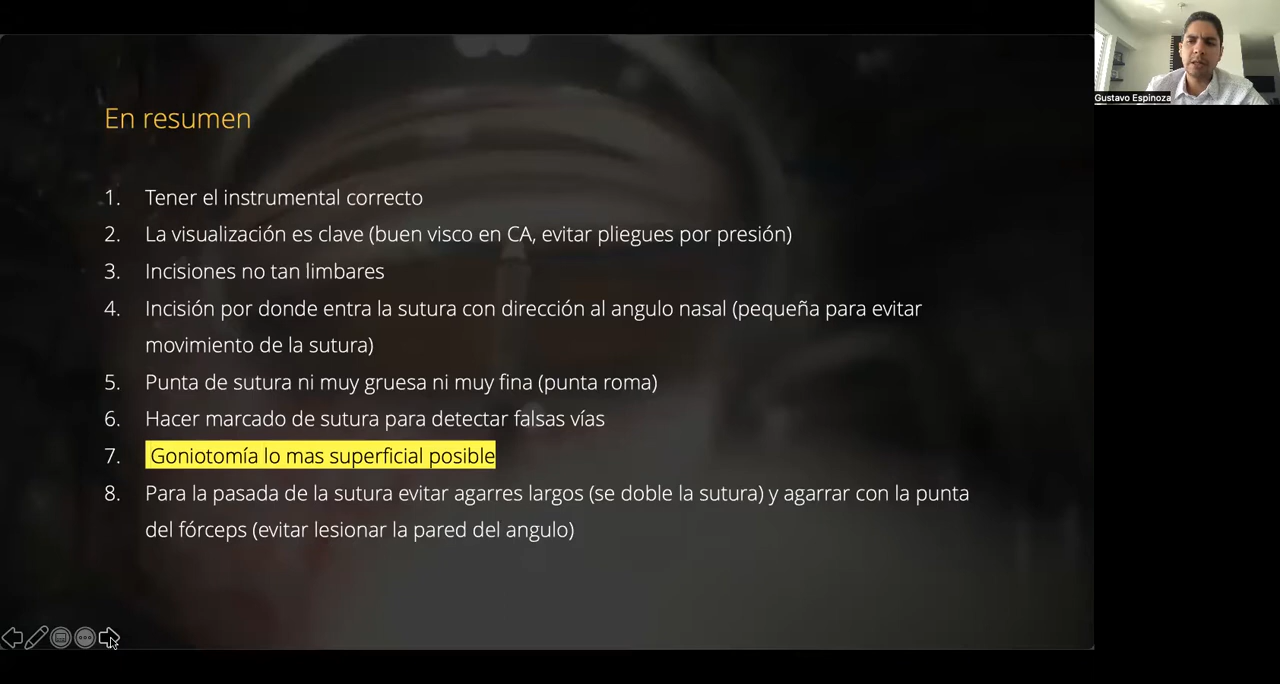 Gustavo Espinoza
En resumen
1. Tener el instrumental correcto
2. La visualización es clave (buen visco en CA, evitar pliegues por presión)
3. Incisiones no tan limbares
4. Incisión por donde entra la sutura con dirección al angulo nasal (pequeña para evitar
movimiento de la sutura)
5. Punta de sutura ni muy gruesa ni muy fina (punta roma)
6. Hacer marcado de sutura para detectar falsas vías
7. Goniotomía lo mas superficial posible
8. Para la pasada de la sutura evitar agarres largos (se doble la sutura) y agarrar con la punta
del fórceps (evitar lesionar la pared del angulo)